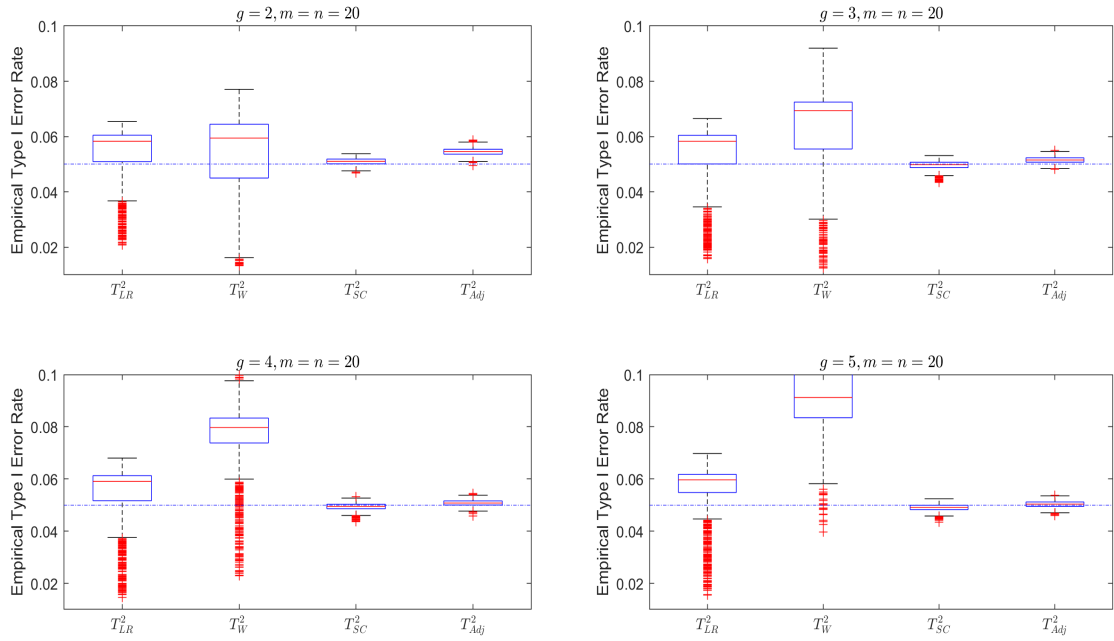 g = 2, m = n = 20
Empirical Type I Error Rate
0.1
0.08
0.06
0.04
0.02
T²_LR
T²_W
T²_SC
T²_Adj
g = 3, m = n = 20
Empirical Type I Error Rate
0.1
0.08
0.06
0.04
0.02
T²_LR
T²_W
T²_SC
T²_Adj
g = 4, m = n = 20
Empirical Type I Error Rate
0.1
0.08
0.06
0.04
0.02
T²_LR
T²_W
T²_SC
T²_Adj
g = 5, m = n = 20
Empirical Type I Error Rate
0.1
0.08
0.06
0.04
0.02
T²_LR
T²_W
T²_SC
T²_Adj